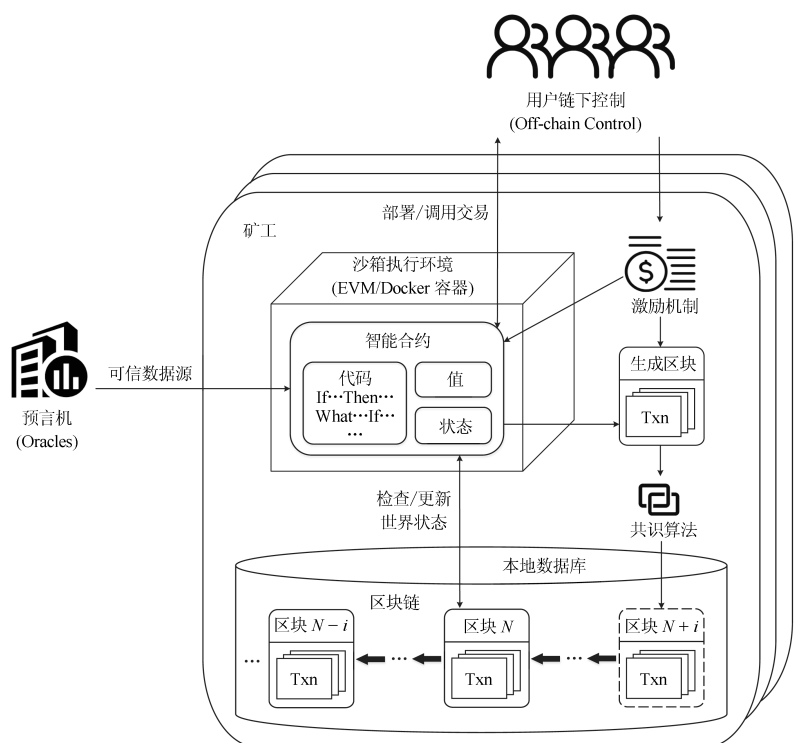 用户链下控制
(Off-chain Control)
部署/调用交易
矿工
沙箱执行环境
(EVM/Docker 容器)
$
激励机制
智能合约
代码
If…Then…
What…If…
…
值
状态
生成区块
Txn
可信数据源
预言机
(Oracles)
检查/更新
世界状态
共识算法
本地数据库
区块链
区块 N − i
Txn
区块 N
Txn
区块 N + i
Txn
…
…
…